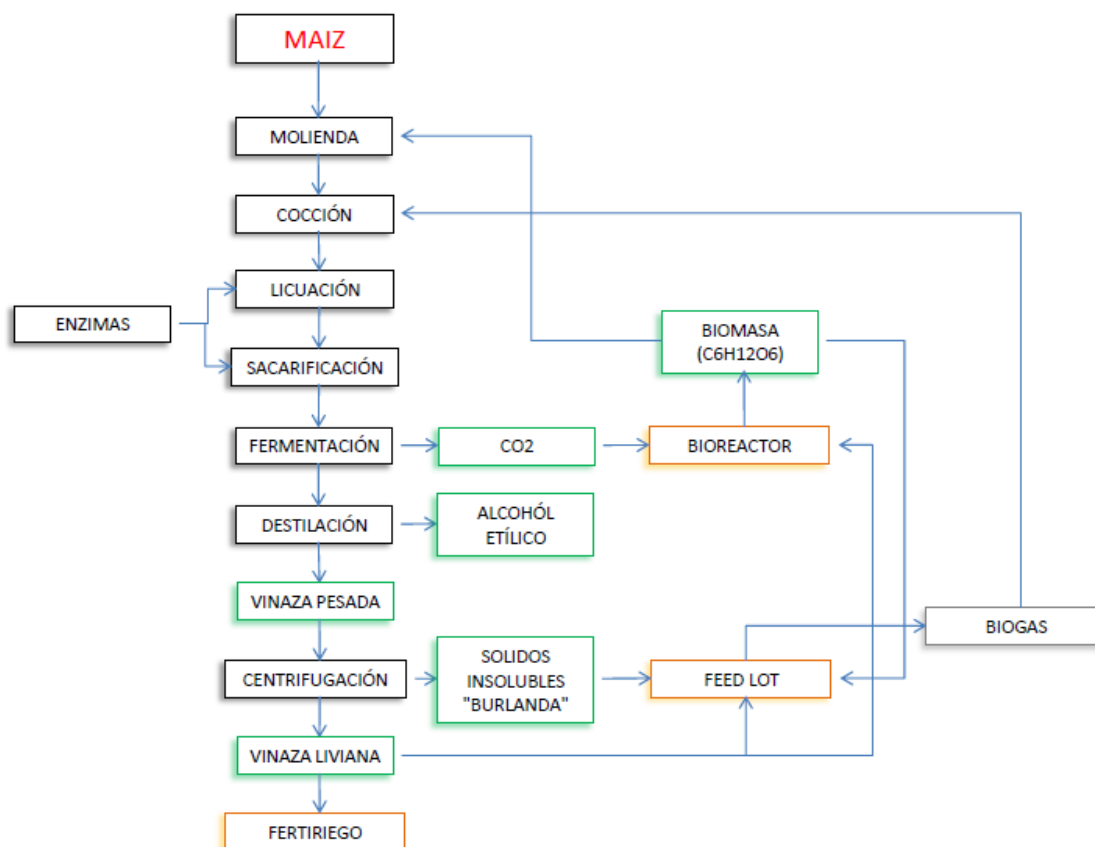 MAIZ
MOLIENDA
COCCIÓN
LICUACIÓN
ENZIMAS
BIOMASA
(C6H12O6)
SACARIFICACIÓN
FERMENTACIÓN
CO2
BIOREACTOR
DESTILACIÓN
ALCOHÓL
ETÍLICO
VINAZA PESADA
BIOGAS
CENTRIFUGACIÓN
SOLIDOS
INSOLUBLES
"BURLANDA"
FEED LOT
VINAZA LIVIANA
FERTIRIEGO